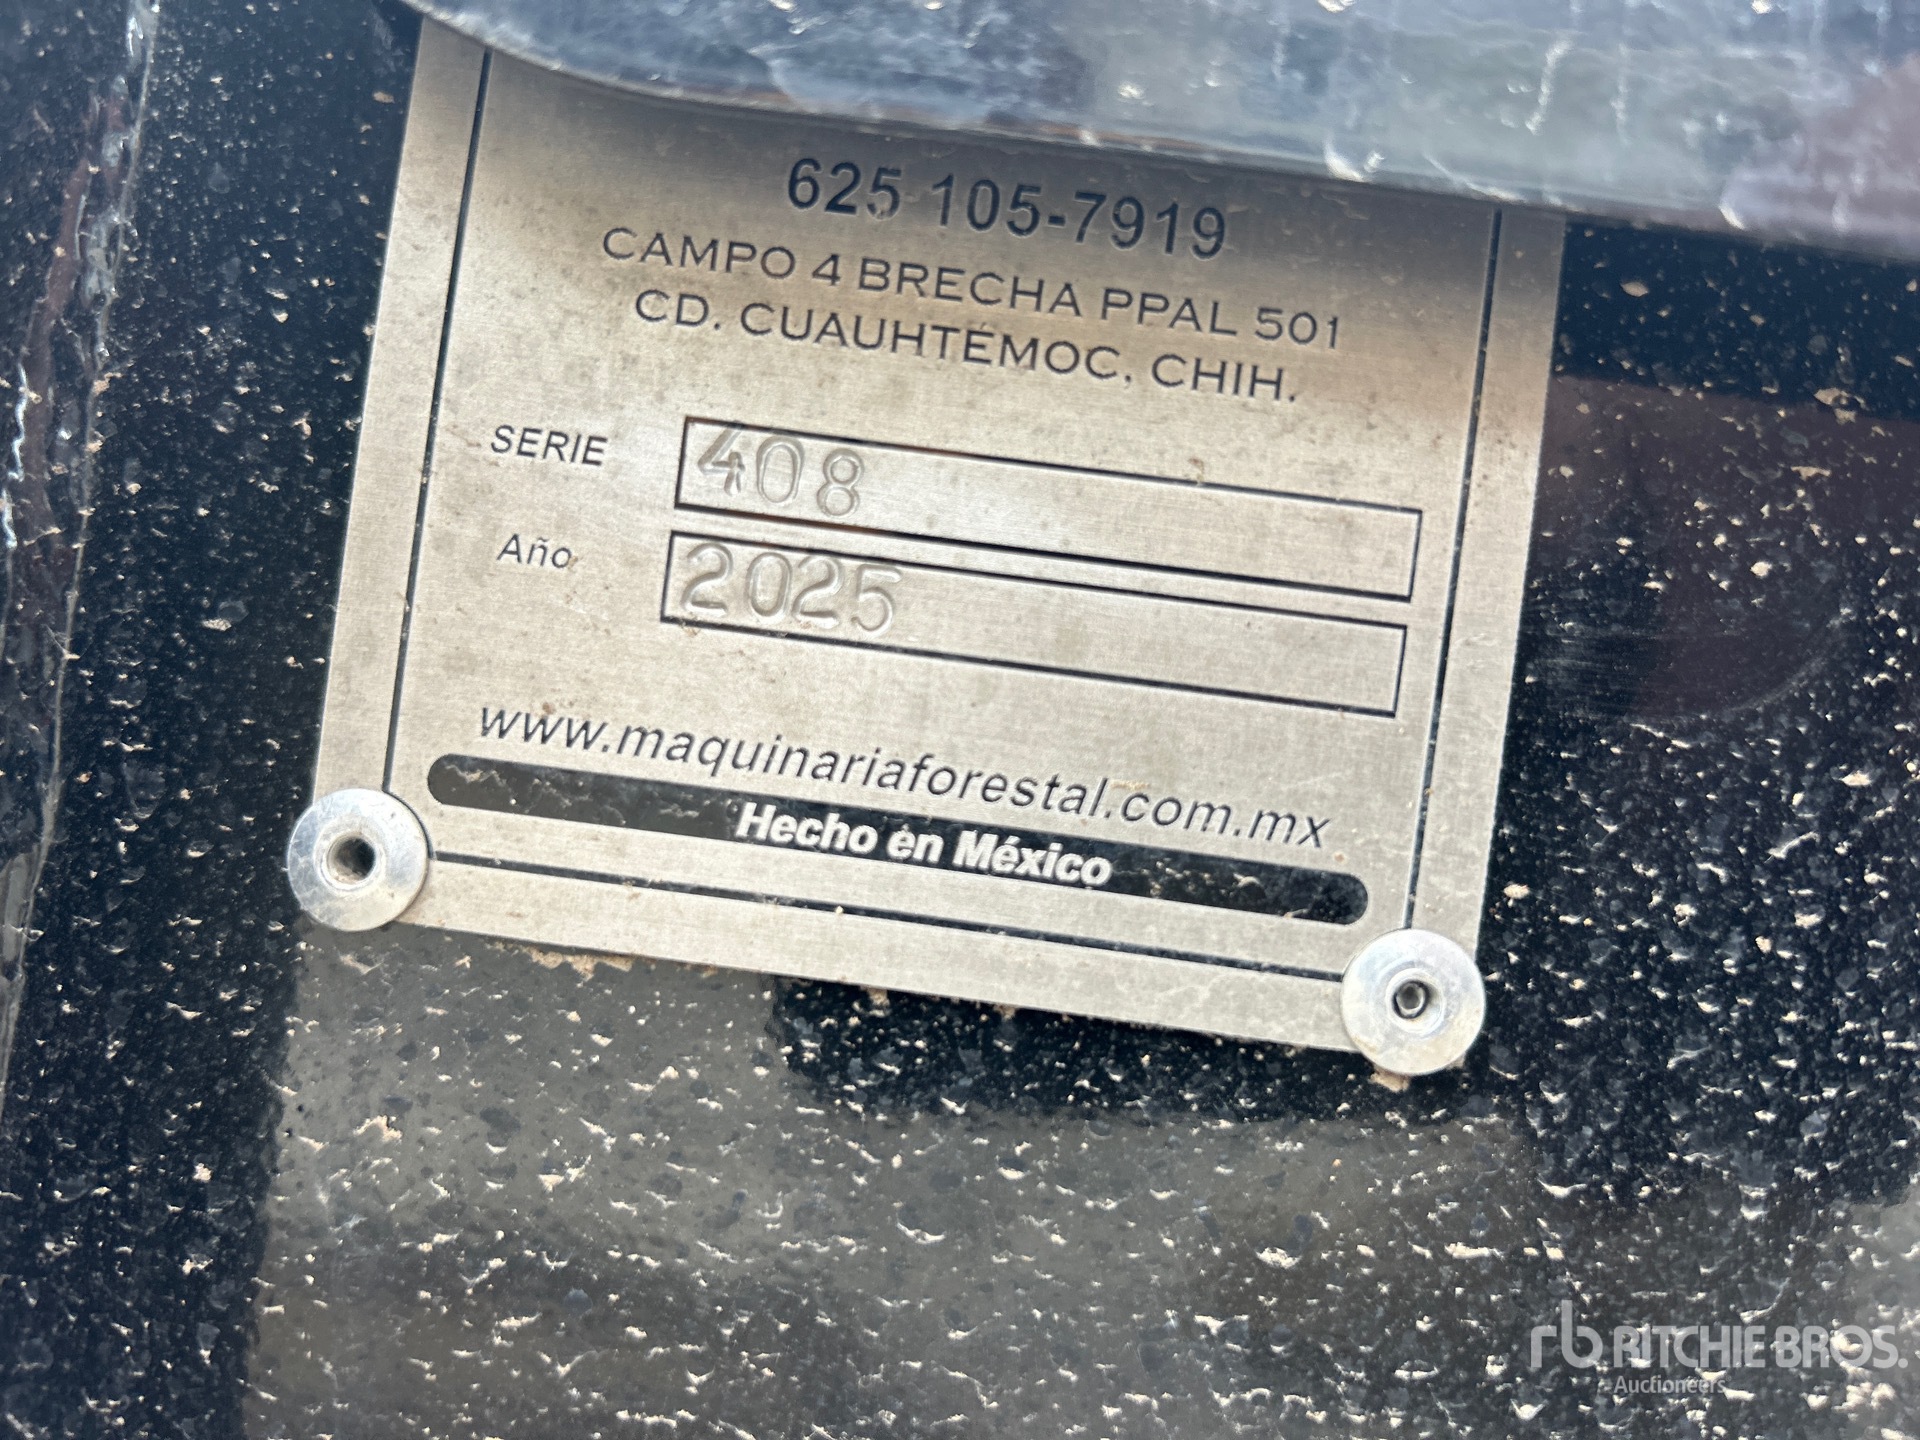 625 105-7919
CAMPO 4 BRECHA PPAL 501
CD. CUAUHTÉMOC, CHIH.
SERIE 408
Año 2025
www.maquinariaforestal.com.mx
Hecho en México
rb RITCHIE BROS.
Auctioneers